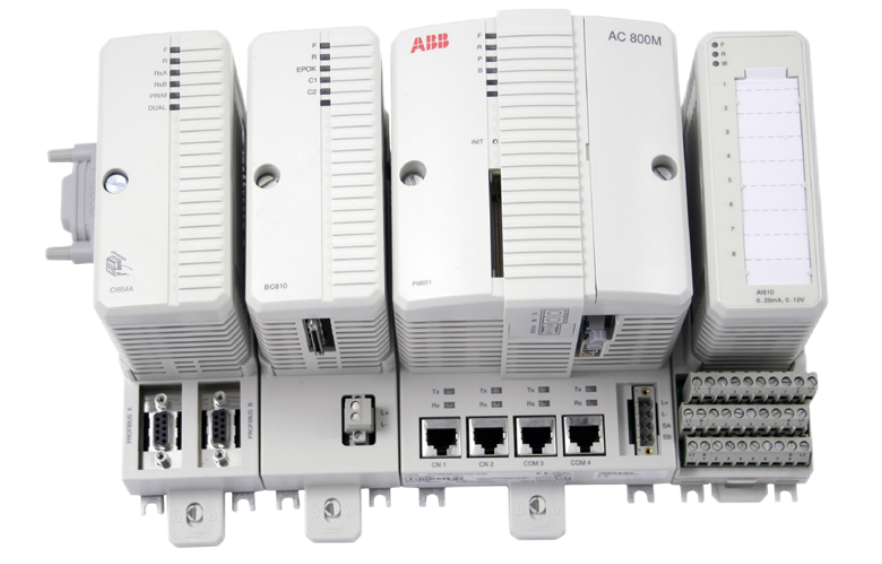 F
R
RxA
RxB
PRIM
DUAL
CI854A
PROFIBUS A
PROFIBUS B
F
R
EPOK
C1
C2
BC810
L+
L-
ABB
F
R
P
B
INIT
AC 800M
Tx Tx Tx Tx
Rx Rx Rx Rx
CN 1 CN 2 COM 3 COM 4
L+
L-
SA
SB
F
R
W
1
2
3
4
5
6
7
8
AI810
0..20mA, 0..10V